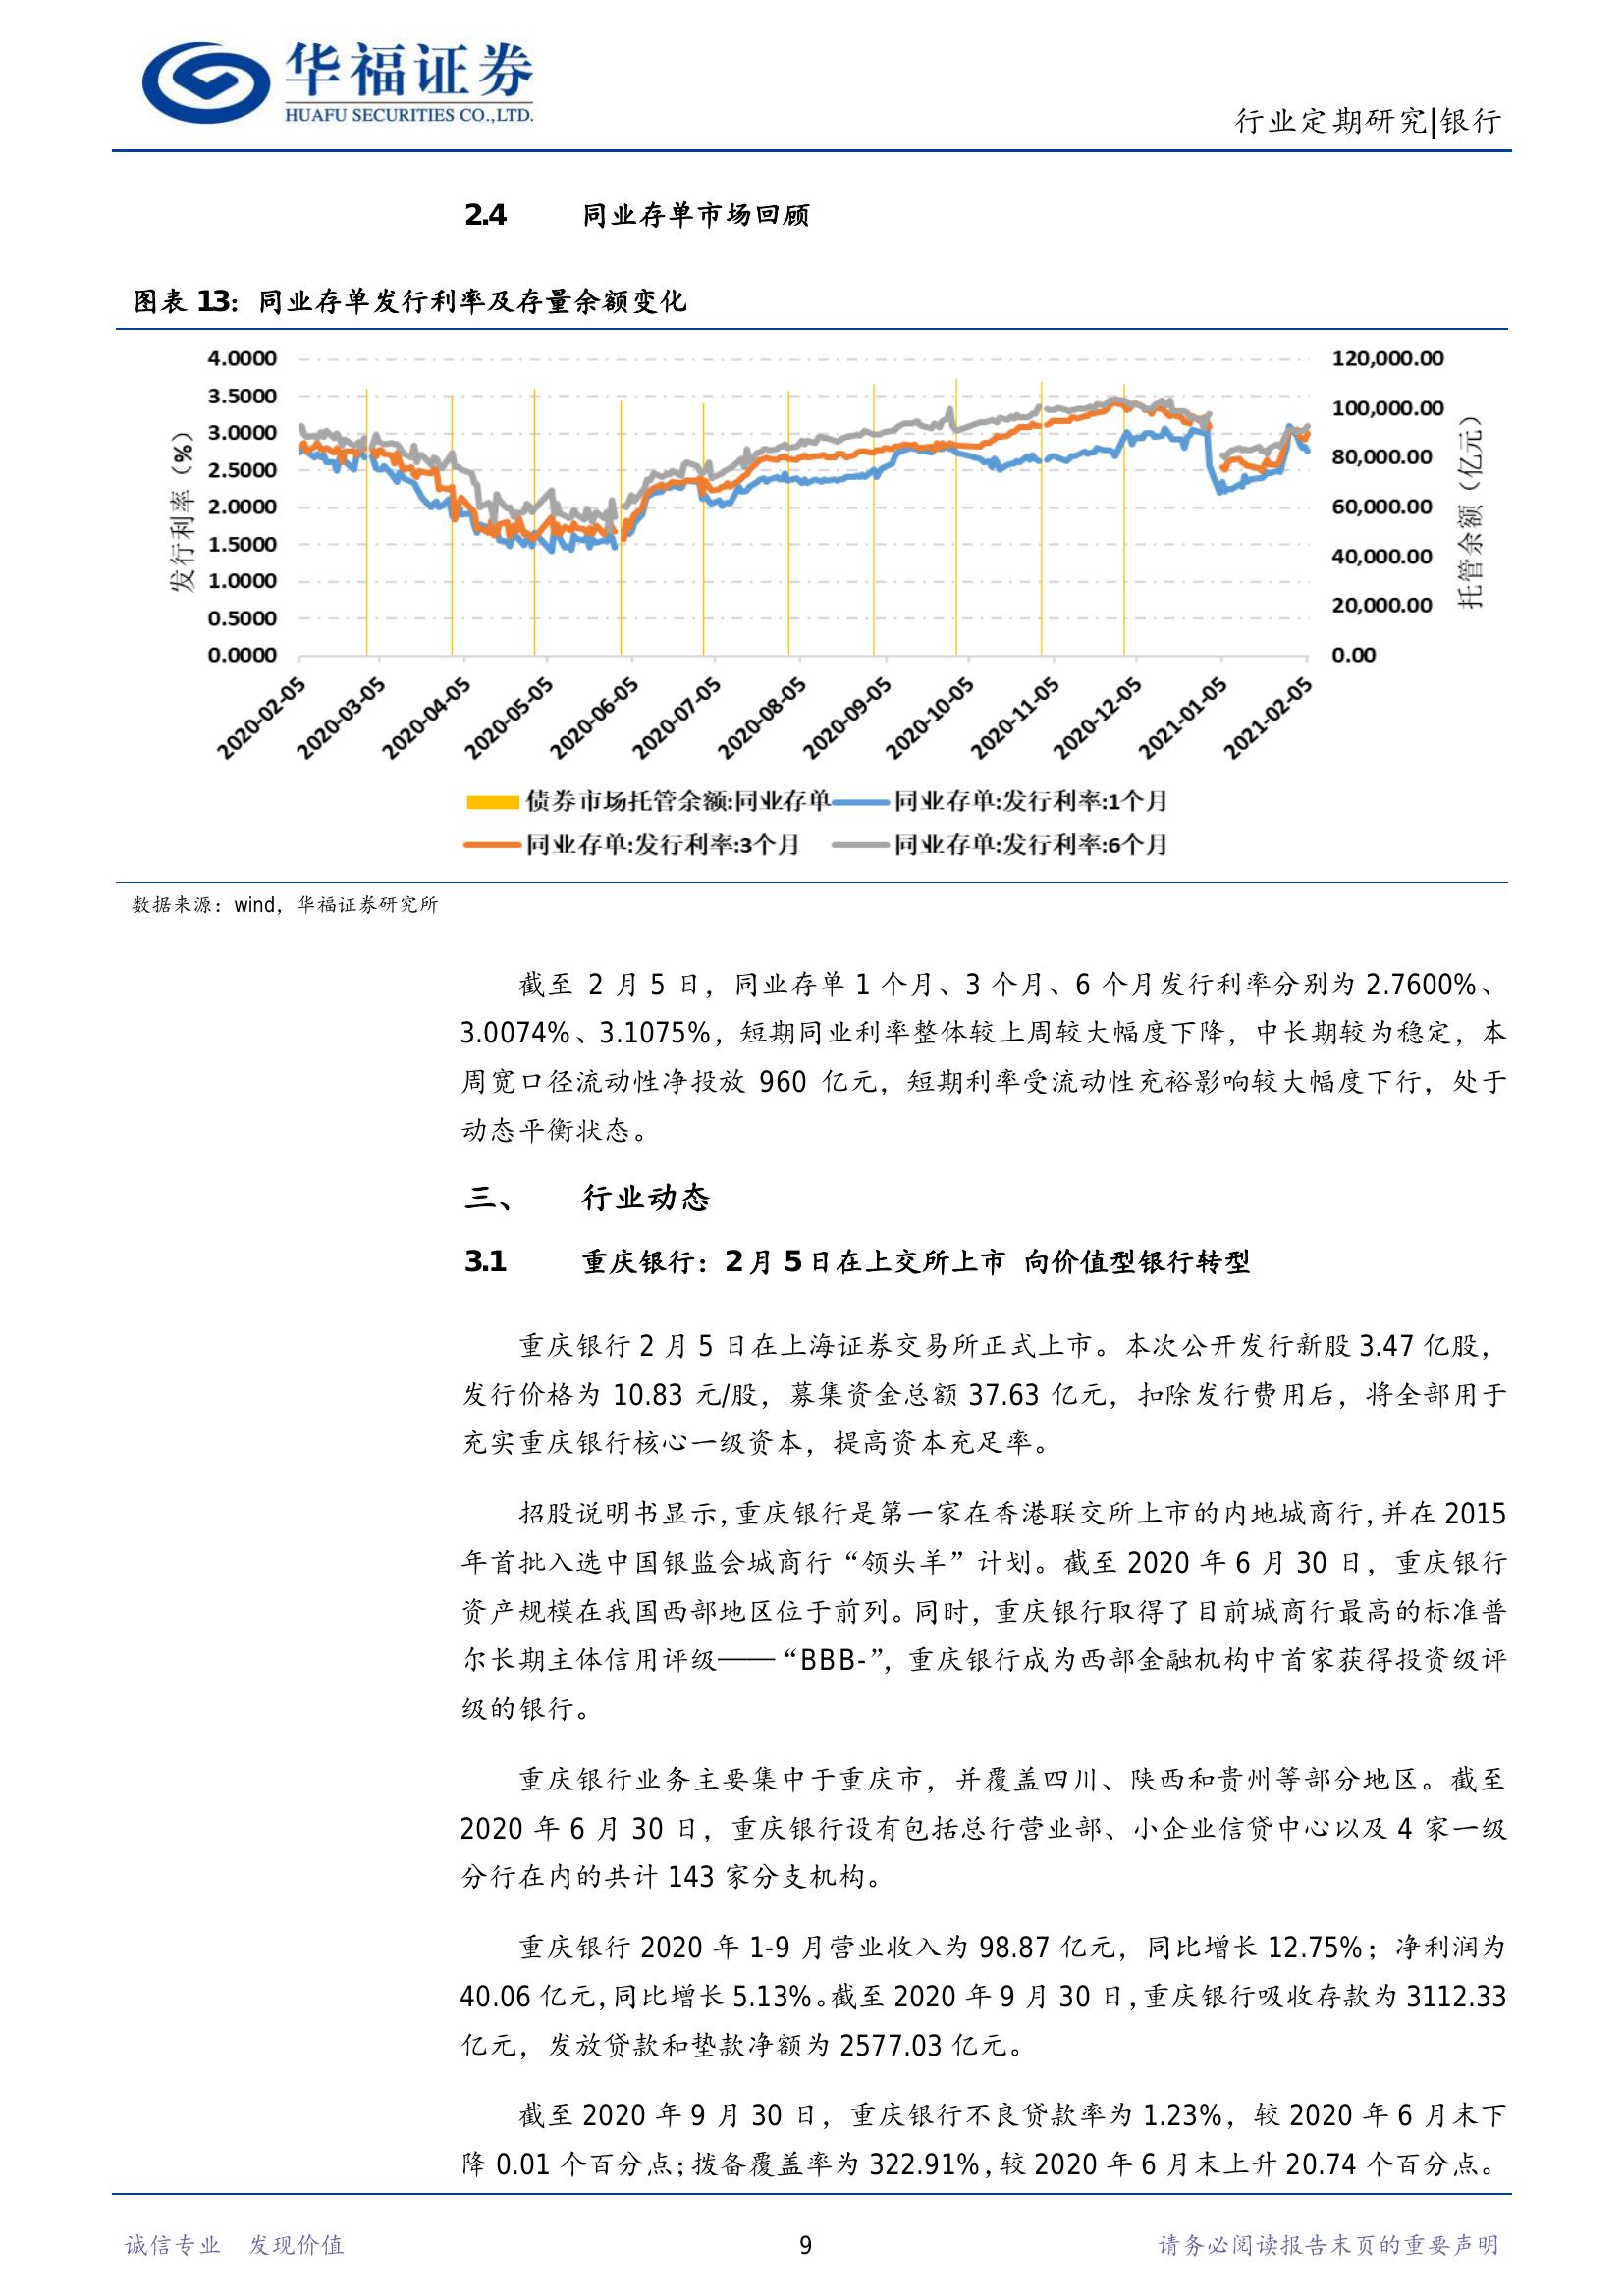 华福证券
HUAFU SECURITIES CO.,LTD.
行业定期研究|银行
2.4 同业存单市场回顾
图表 13：同业存单发行利率及存量余额变化
4.0000
3.5000
3.0000
2.5000
2.0000
1.5000
1.0000
0.5000
0.0000
发行利率（%）
120,000.00
100,000.00
80,000.00
60,000.00
40,000.00
20,000.00
0.00
托管余额（亿元）
2020-02-05
2020-03-05
2020-04-05
2020-05-05
2020-06-05
2020-07-05
2020-08-05
2020-09-05
2020-10-05
2020-11-05
2020-12-05
2021-01-05
2021-02-05
债券市场托管余额:同业存单 同业存单:发行利率:1个月
同业存单:发行利率:3个月 同业存单:发行利率:6个月
数据来源：wind，华福证券研究所
截至 2 月 5 日，同业存单 1 个月、3 个月、6 个月发行利率分别为 2.7600%、
3.0074%、3.1075%，短期同业利率整体较上周较大幅度下降，中长期较为稳定，本
周宽口径流动性净投放 960 亿元，短期利率受流动性充裕影响较大幅度下行，处于
动态平衡状态。
三、 行业动态
3.1 重庆银行：2 月 5 日在上交所上市 向价值型银行转型
重庆银行 2 月 5 日在上海证券交易所正式上市。本次公开发行新股 3.47 亿股，
发行价格为 10.83 元/股，募集资金总额 37.63 亿元，扣除发行费用后，将全部用于
充实重庆银行核心一级资本，提高资本充足率。
招股说明书显示，重庆银行是第一家在香港联交所上市的内地城商行，并在 2015
年首批入选中国银监会城商行“领头羊”计划。截至 2020 年 6 月 30 日，重庆银行
资产规模在我国西部地区位于前列。同时，重庆银行取得了目前城商行最高的标准普
尔长期主体信用评级——“BBB-”，重庆银行成为西部金融机构中首家获得投资级评
级的银行。
重庆银行业务主要集中于重庆市，并覆盖四川、陕西和贵州等部分地区。截至
2020 年 6 月 30 日，重庆银行设有包括总行营业部、小企业信贷中心以及 4 家一级
分行在内的共计 143 家分支机构。
重庆银行 2020 年 1-9 月营业收入为 98.87 亿元，同比增长 12.75%；净利润为
40.06 亿元，同比增长 5.13%。截至 2020 年 9 月 30 日，重庆银行吸收存款为 3112.33
亿元，发放贷款和垫款净额为 2577.03 亿元。
截至 2020 年 9 月 30 日，重庆银行不良贷款率为 1.23%，较 2020 年 6 月末下
降 0.01 个百分点；拨备覆盖率为 322.91%，较 2020 年 6 月末上升 20.74 个百分点。
诚信专业 发现价值 9 请务必阅读报告末页的重要声明